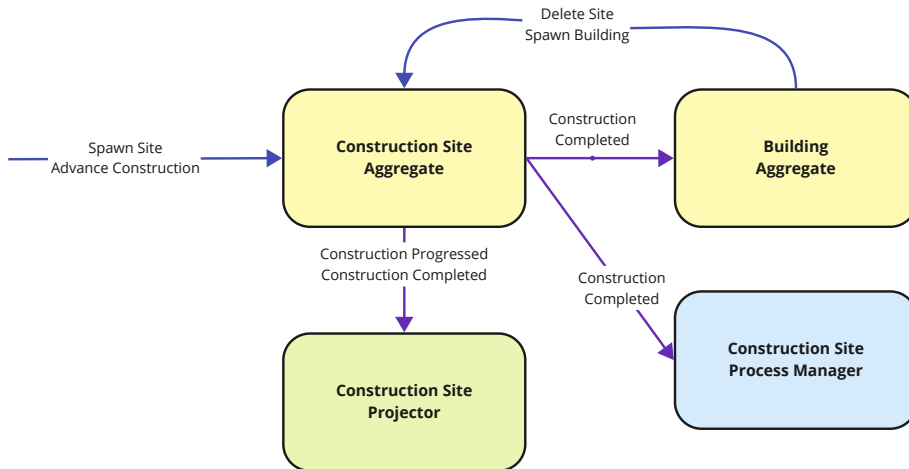 Delete Site
Spawn Building
Spawn Site
Advance Construction
Construction Site
Aggregate
Construction
Completed
Building
Aggregate
Construction Progressed
Construction Completed
Construction
Completed
Construction Site
Projector
Construction Site
Process Manager